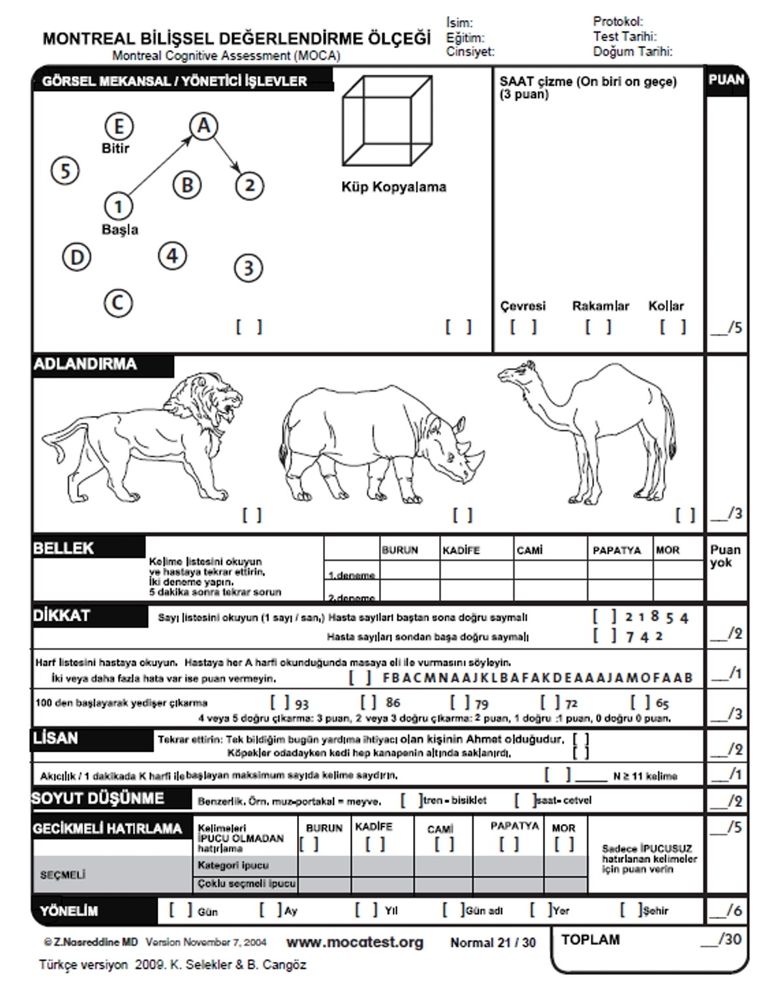 MONTREAL BİLİŞSEL DEĞERLENDİRME ÖLÇEĞİ
Montreal Cognitive Assessment (MOCA)
İsim:
Eğitim:
Cinsiyet:
Protokol:
Test Tarihi:
Doğum Tarihi:
GÖRSEL MEKANSAL / YÖNETİCİ İŞLEVLER
PUAN
E
Bitir
A
5
B
2
1
Başla
D
4
3
C
[ ]
Küp Kopyalama
[ ]
SAAT çizme (On biri on geçe)
(3 puan)
Çevresi Rakamlar Kollar
[ ] [ ] [ ]
__/5
ADLANDIRMA
[ ] [ ] [ ] __/3
BELLEK
Kelime listesini okuyun
ve hastaya tekrar ettirin.
İki deneme yapın.
5 dakika sonra tekrar sorun
BURUN KADİFE CAMİ PAPATYA MOR
1.deneme
2.deneme
Puan
yok
DİKKAT
Sayı listesini okuyun (1 sayı / san.) Hasta sayıları baştan sona doğru saymalı [ ] 2 1 8 5 4
Hasta sayıları sondan başa doğru saymalı [ ] 7 4 2
__/2
Harf listesini hastaya okuyun. Hastaya her A harfi okunduğunda masaya eli ile vurmasını söyleyin.
İki veya daha fazla hata var ise puan vermeyin. [ ] FBACMNAAJKLBAFAKDEAAAJAMOFAAB
__/1
100 den başlayarak yedişer çıkarma [ ] 93 [ ] 86 [ ] 79 [ ] 72 [ ] 65
4 veya 5 doğru çıkarma: 3 puan, 2 veya 3 doğru çıkarma: 2 puan, 1 doğru :1 puan, 0 doğru 0 puan.
__/3
LİSAN
Tekrar ettirin: Tek bildiğim bugün yardıma ihtiyacı olan kişinin Ahmet olduğudur. [ ]
Köpekler odadayken kedi hep kanapenin altında saklanırdı. [ ]
__/2
Akıcılık / 1 dakikada K harfi ile başlayan maksimum sayıda kelime saydırın. [ ] ____ N ≥ 11 kelime
__/1
SOYUT DÜŞÜNME
Benzerlik. Örn. muz-portakal = meyve. [ ]tren - bisiklet [ ]saat- cetvel
__/2
GECİKMELİ HATIRLAMA
Kelimeleri
İPUCU OLMADAN
hatırlama
BURUN KADİFE CAMİ PAPATYA MOR
[ ] [ ] [ ] [ ] [ ]
Sadece İPUCUSUZ
hatırlanan kelimeler
için puan verin
__/5
SEÇMELİ
Kategori ipucu
Çoklu seçmeli ipucu
YÖNELİM
[ ] Gün [ ] Ay [ ] Yıl [ ]Gün adı [ ]Yer [ ]Şehir
__/6
© Z.Nasreddine MD Version November 7, 2004 www.mocatest.org Normal 21 / 30
TOPLAM __/30
Türkçe versiyon 2009. K. Selekler & B. Cangöz